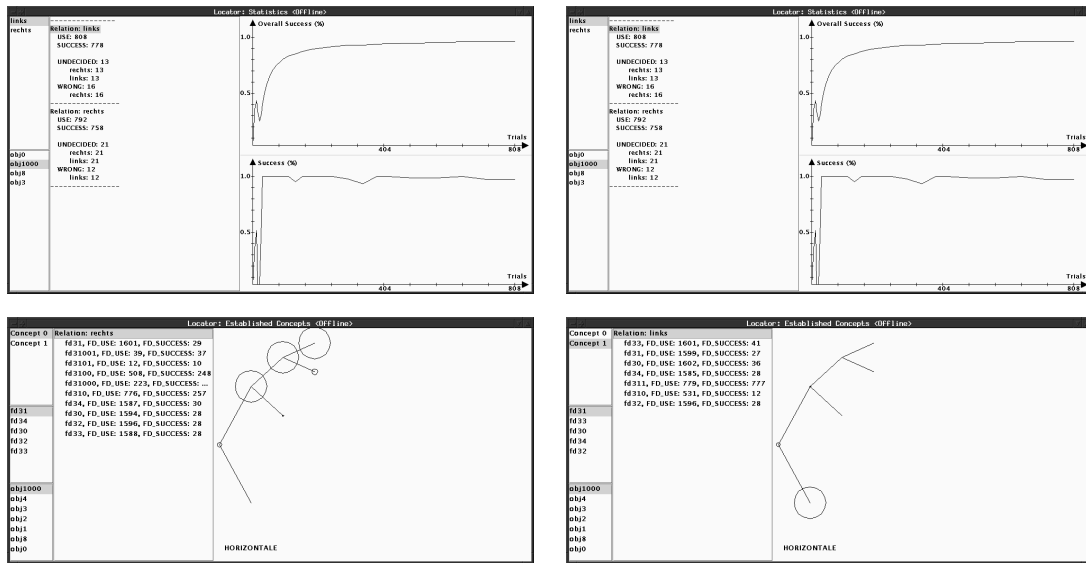 Locator: Statistics <Offline>
links
rechts
Relation: links
USE: 808
SUCCESS: 778
UNDECIDED: 13
rechts: 13
links: 13
WRONG: 16
rechts: 16
Relation: rechts
USE: 792
SUCCESS: 758
UNDECIDED: 21
rechts: 21
links: 21
WRONG: 12
links: 12
obj0
obj1000
obj8
obj3
Overall Success (%)
1.0
0.5
Trials
404
808
Success (%)
1.0
0.5
Trials
404
808
Locator: Statistics <Offline>
links
rechts
Relation: links
USE: 808
SUCCESS: 778
UNDECIDED: 13
rechts: 13
links: 13
WRONG: 16
rechts: 16
Relation: rechts
USE: 792
SUCCESS: 758
UNDECIDED: 21
rechts: 21
links: 21
WRONG: 12
links: 12
obj0
obj1000
obj8
obj3
Overall Success (%)
1.0
0.5
Trials
404
808
Success (%)
1.0
0.5
Trials
404
808
Locator: Established Concepts <Offline>
Concept 0
Concept 1
Relation: rechts
fd31, FD_USE: 1601, FD_SUCCESS: 29
fd31001, FD_USE: 39, FD_SUCCESS: 37
fd3101, FD_USE: 12, FD_SUCCESS: 10
fd3100, FD_USE: 508, FD_SUCCESS: 248
fd31000, FD_USE: 223, FD_SUCCESS: ...
fd310, FD_USE: 776, FD_SUCCESS: 257
fd34, FD_USE: 1587, FD_SUCCESS: 30
fd30, FD_USE: 1594, FD_SUCCESS: 28
fd32, FD_USE: 1596, FD_SUCCESS: 28
fd33, FD_USE: 1588, FD_SUCCESS: 28
fd31
fd34
fd30
fd32
fd33
obj1000
obj4
obj3
obj2
obj1
obj8
obj0
HORIZONTALE
Locator: Established Concepts <Offline>
Concept 0
Concept 1
Relation: links
fd33, FD_USE: 1601, FD_SUCCESS: 41
fd31, FD_USE: 1599, FD_SUCCESS: 27
fd30, FD_USE: 1602, FD_SUCCESS: 36
fd34, FD_USE: 1585, FD_SUCCESS: 28
fd311, FD_USE: 779, FD_SUCCESS: 777
fd310, FD_USE: 531, FD_SUCCESS: 12
fd32, FD_USE: 1596, FD_SUCCESS: 28
fd31
fd33
fd30
fd34
fd32
obj1000
obj4
obj3
obj2
obj1
obj8
obj0
HORIZONTALE